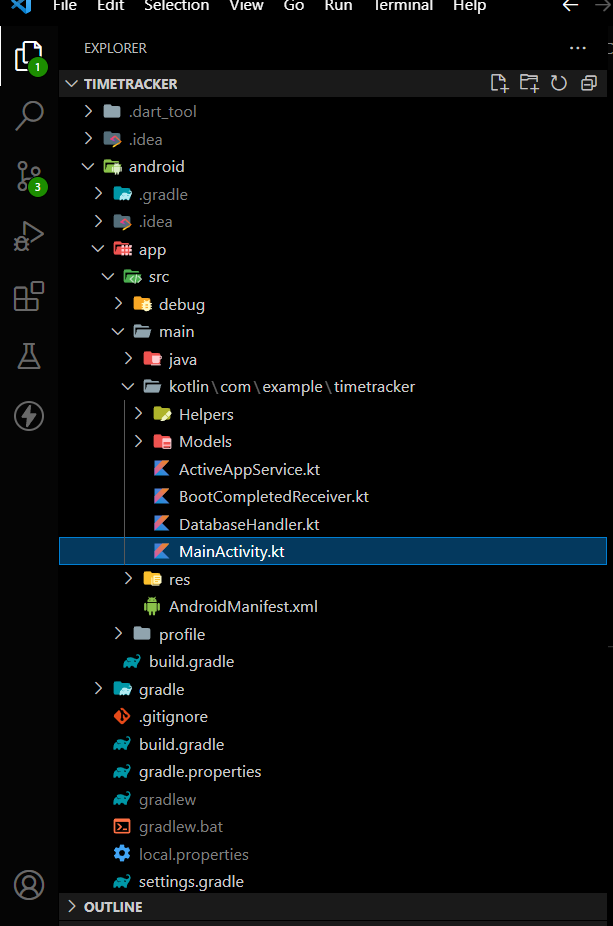 File Edit Selection View Go Run Terminal Help
EXPLORER
TIMETRACKER
.dart_tool
.idea
android
.gradle
.idea
app
src
debug
main
java
kotlin\com\example\timetracker
Helpers
Models
ActiveAppService.kt
BootCompletedReceiver.kt
DatabaseHandler.kt
MainActivity.kt
res
AndroidManifest.xml
profile
build.gradle
gradle
.gitignore
build.gradle
gradle.properties
gradlew
gradlew.bat
local.properties
settings.gradle
OUTLINE
1
3